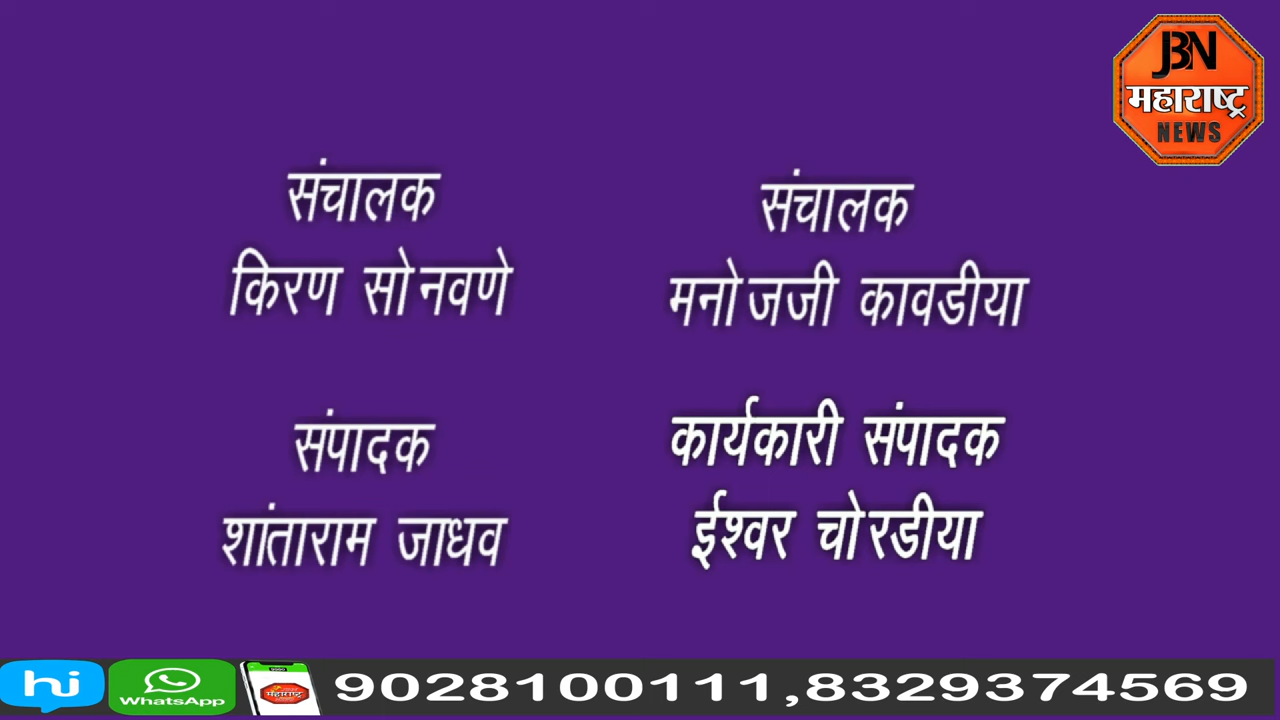 JBN
महाराष्ट्र
NEWS
संचालक
किरण सोनवणे
संचालक
मनोजजी कावडीया
संपादक
शांताराम जाधव
कार्यकारी संपादक
ईश्वर चोरडीया
hi
WhatsApp
महाराष्ट्र
9028100111,8329374569